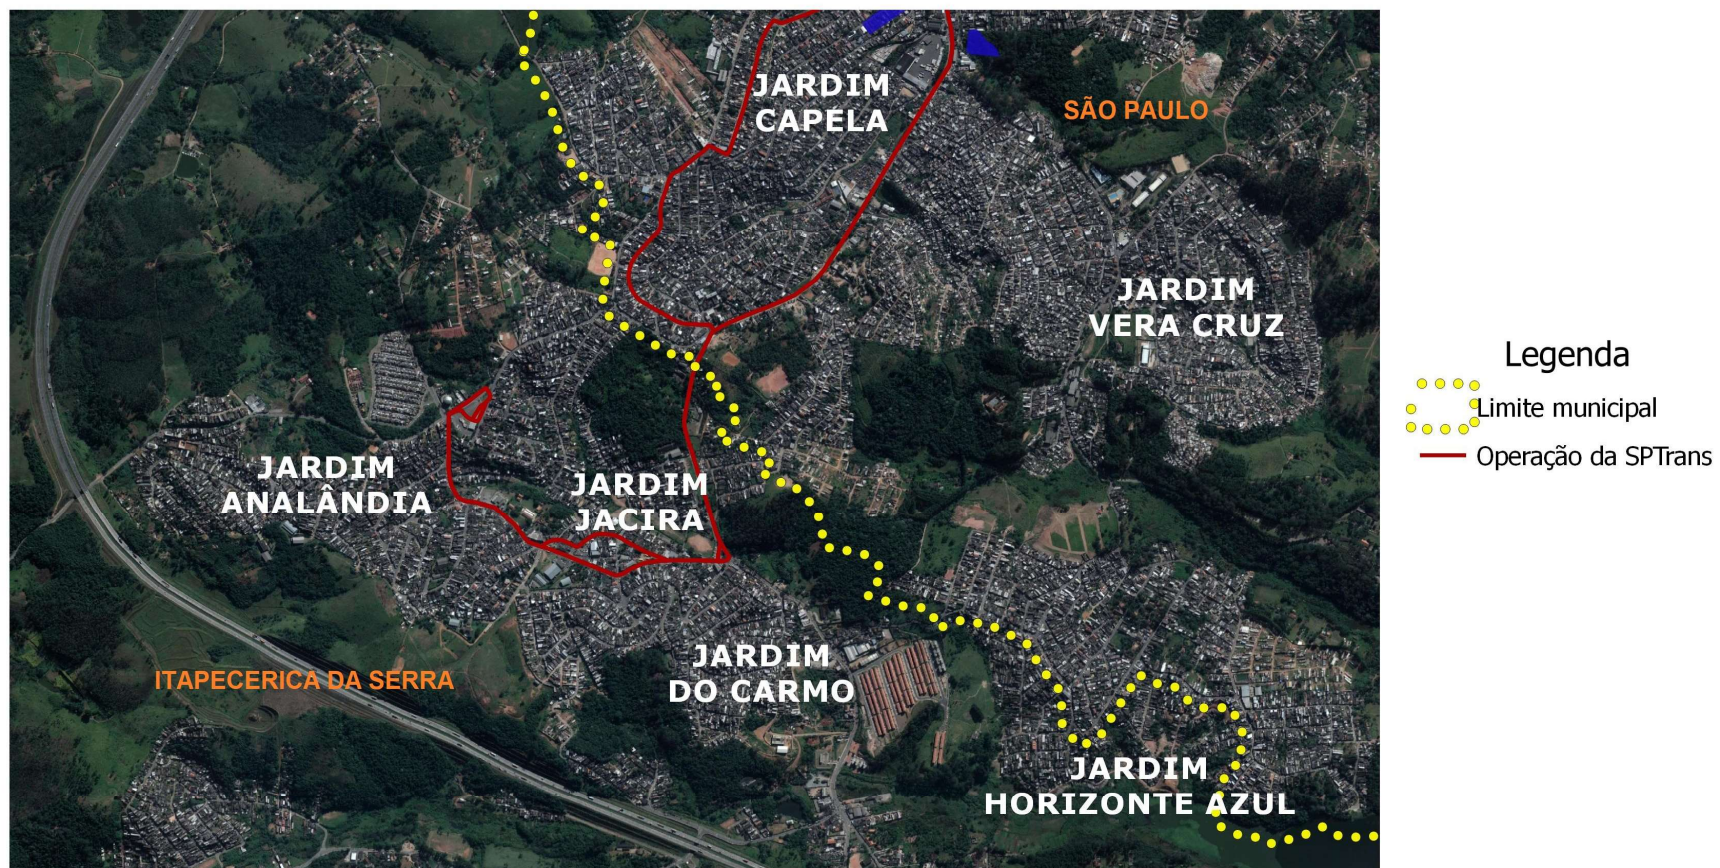 JARDIM
CAPELA
SÃO PAULO
JARDIM
VERA CRUZ
Legenda
Limite municipal
Operação da SPTrans
JARDIM
ANALÂNDIA
JARDIM
JACIRA
ITAPECERICA DA SERRA
JARDIM
DO CARMO
JARDIM
HORIZONTE AZUL